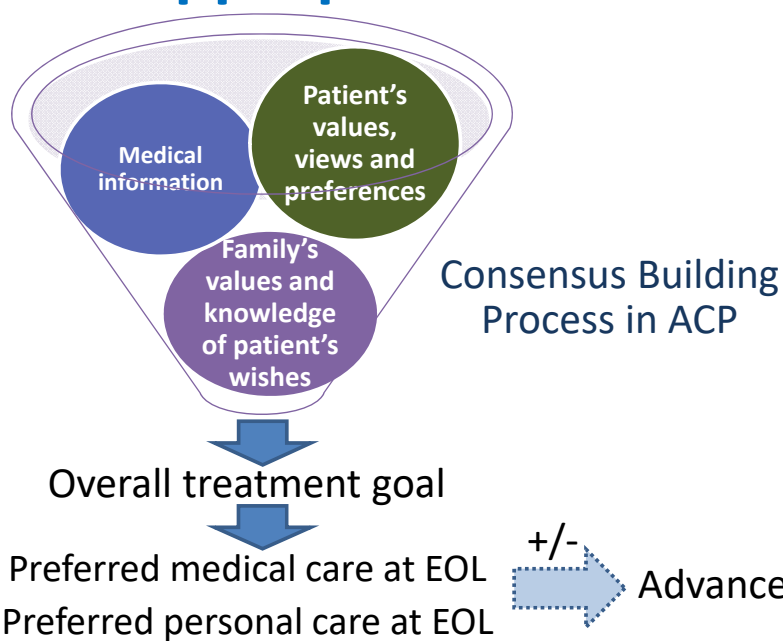 Medical
information
Patient's
values,
views and
preferences
Family's
values and
knowledge
of patient's
wishes
Consensus Building
Process in ACP
Overall treatment goal
Preferred medical care at EOL
Preferred personal care at EOL
+/-
Advance